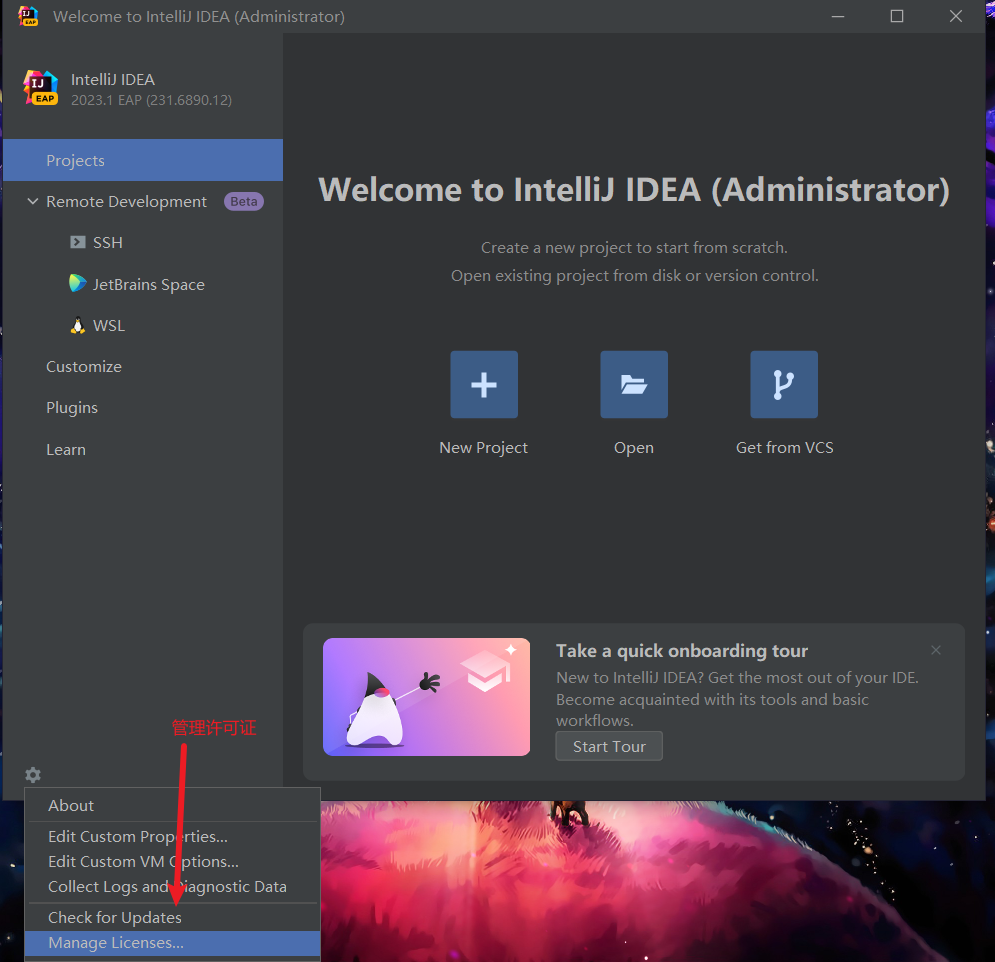 Welcome to IntelliJ IDEA (Administrator)
IJ
EAP
IntelliJ IDEA
2023.1 EAP (231.6890.12)
Projects
Remote Development Beta
SSH
JetBrains Space
WSL
Customize
Plugins
Learn
Welcome to IntelliJ IDEA (Administrator)
Create a new project to start from scratch.
Open existing project from disk or version control.
New Project
Open
Get from VCS
Take a quick onboarding tour
New to IntelliJ IDEA? Get the most out of your IDE.
Become acquainted with its tools and basic
workflows.
Start Tour
管理许可证
About
Edit Custom Properties...
Edit Custom VM Options...
Collect Logs and Diagnostic Data
Check for Updates
Manage Licenses...